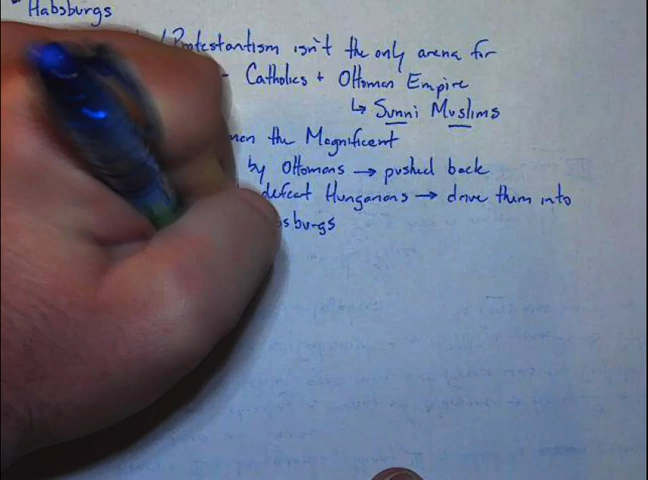 Habsburgs
Protestantism isn't the only arena for
- Catholics + Ottoman Empire
↳ Sunni Muslims
the Magnificent
by Ottomans → pushed back
defeat Hungarians → drive them into
sburgs